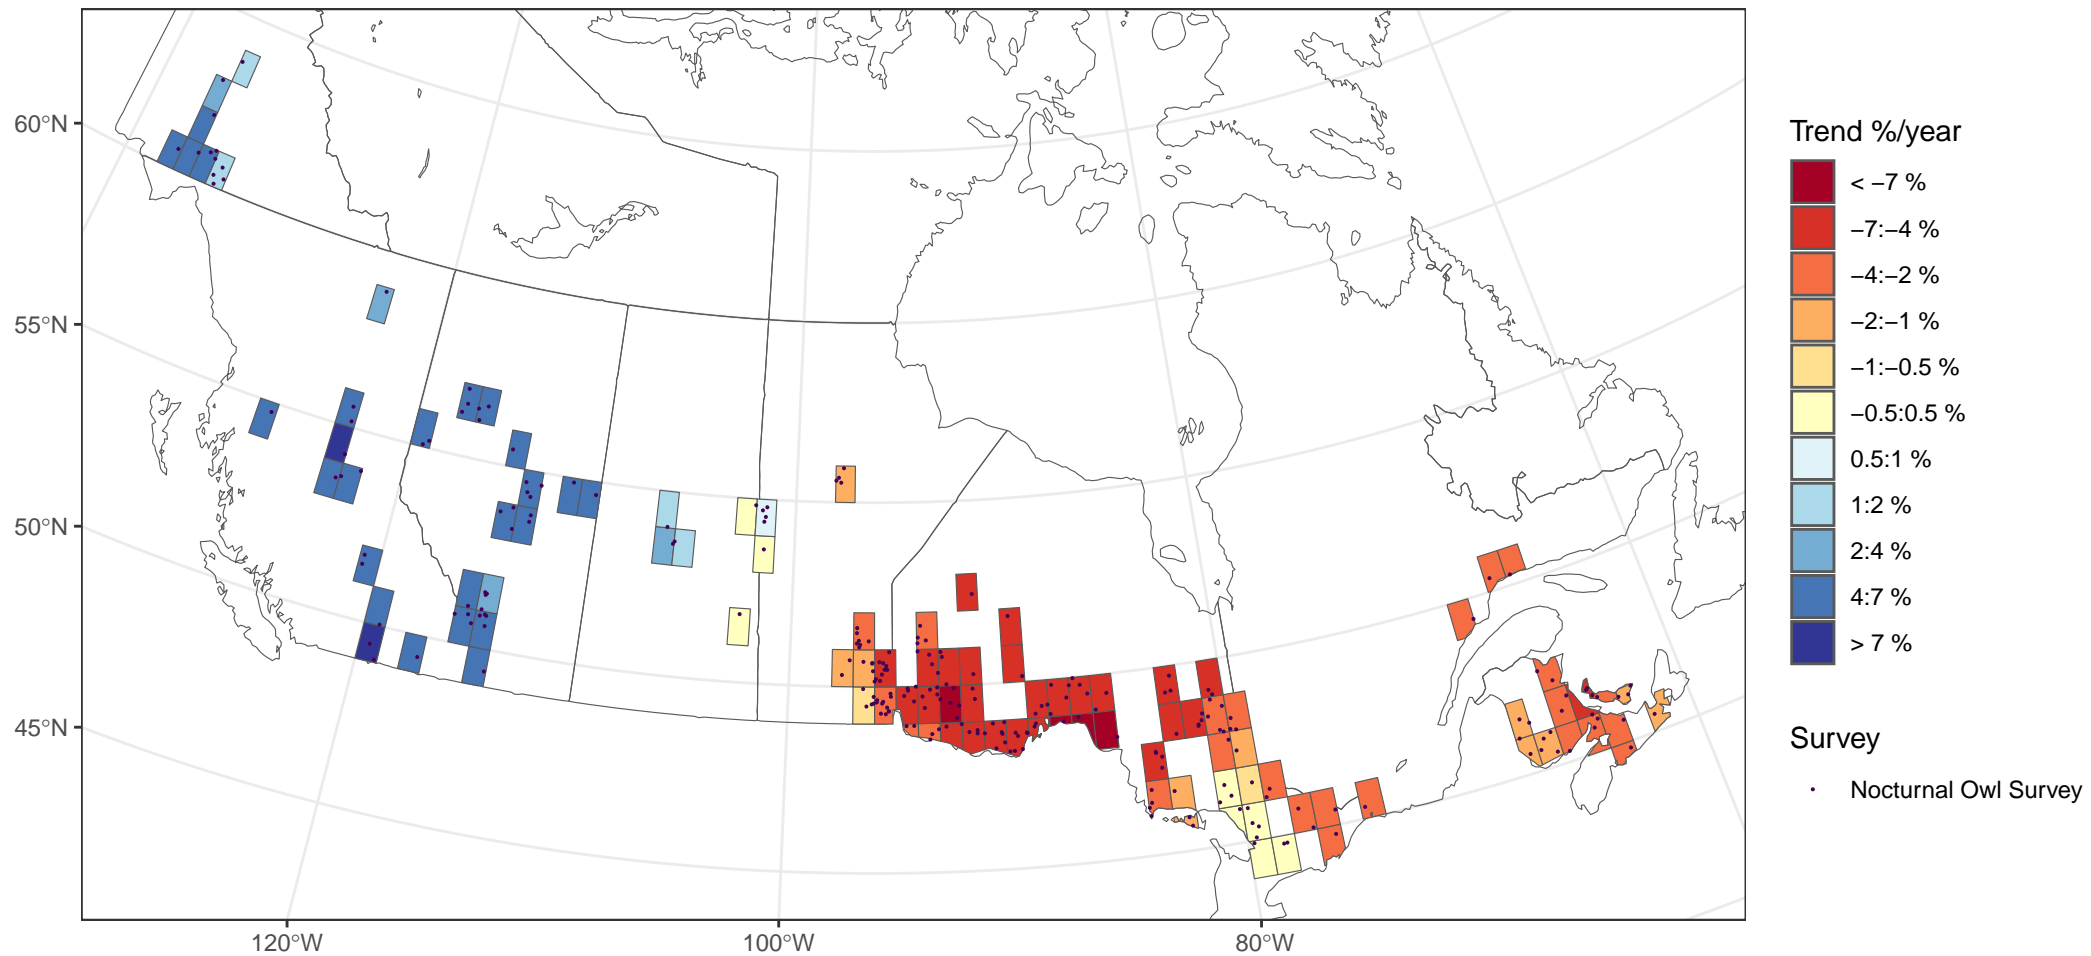 60°N
55°N
50°N
45°N
120°W
100°W
80°W
Trend %/year
< −7 %
−7:−4 %
−4:−2 %
−2:−1 %
−1:−0.5 %
−0.5:0.5 %
0.5:1 %
1:2 %
2:4 %
4:7 %
> 7 %
Survey
Nocturnal Owl Survey